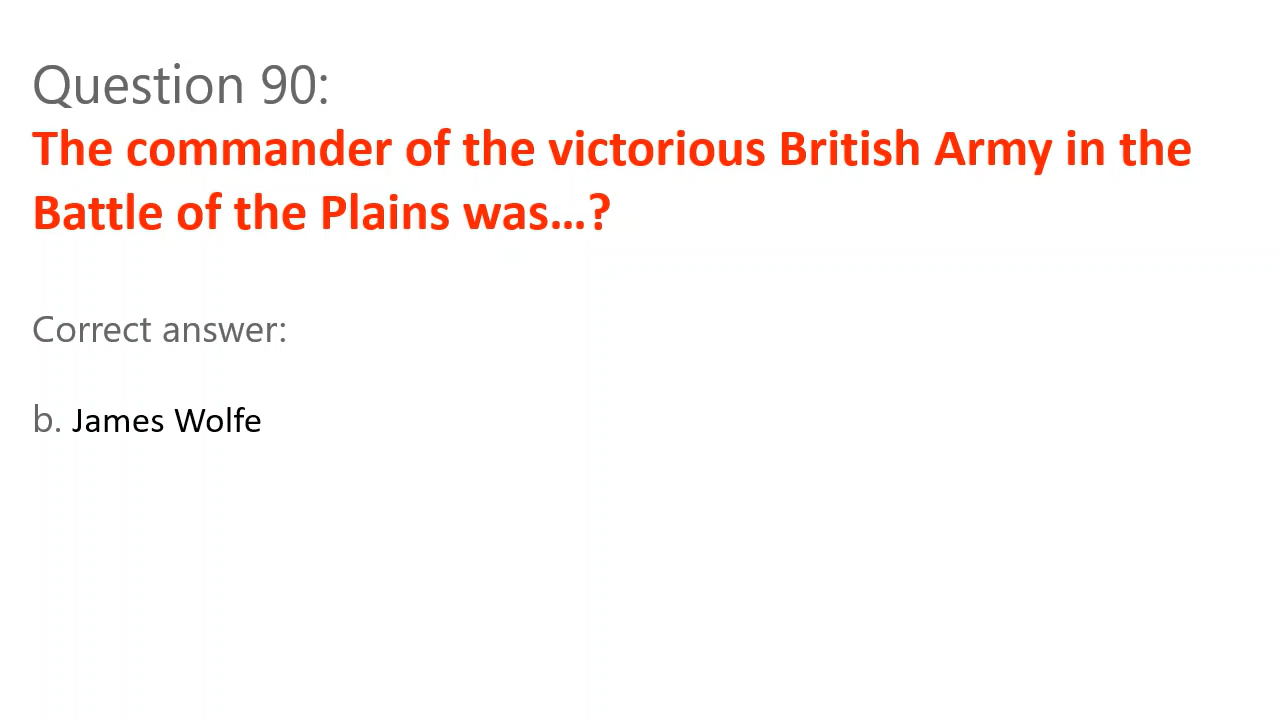 Question 90:
The commander of the victorious British Army in the
Battle of the Plains was...?
Correct answer:
b. James Wolfe